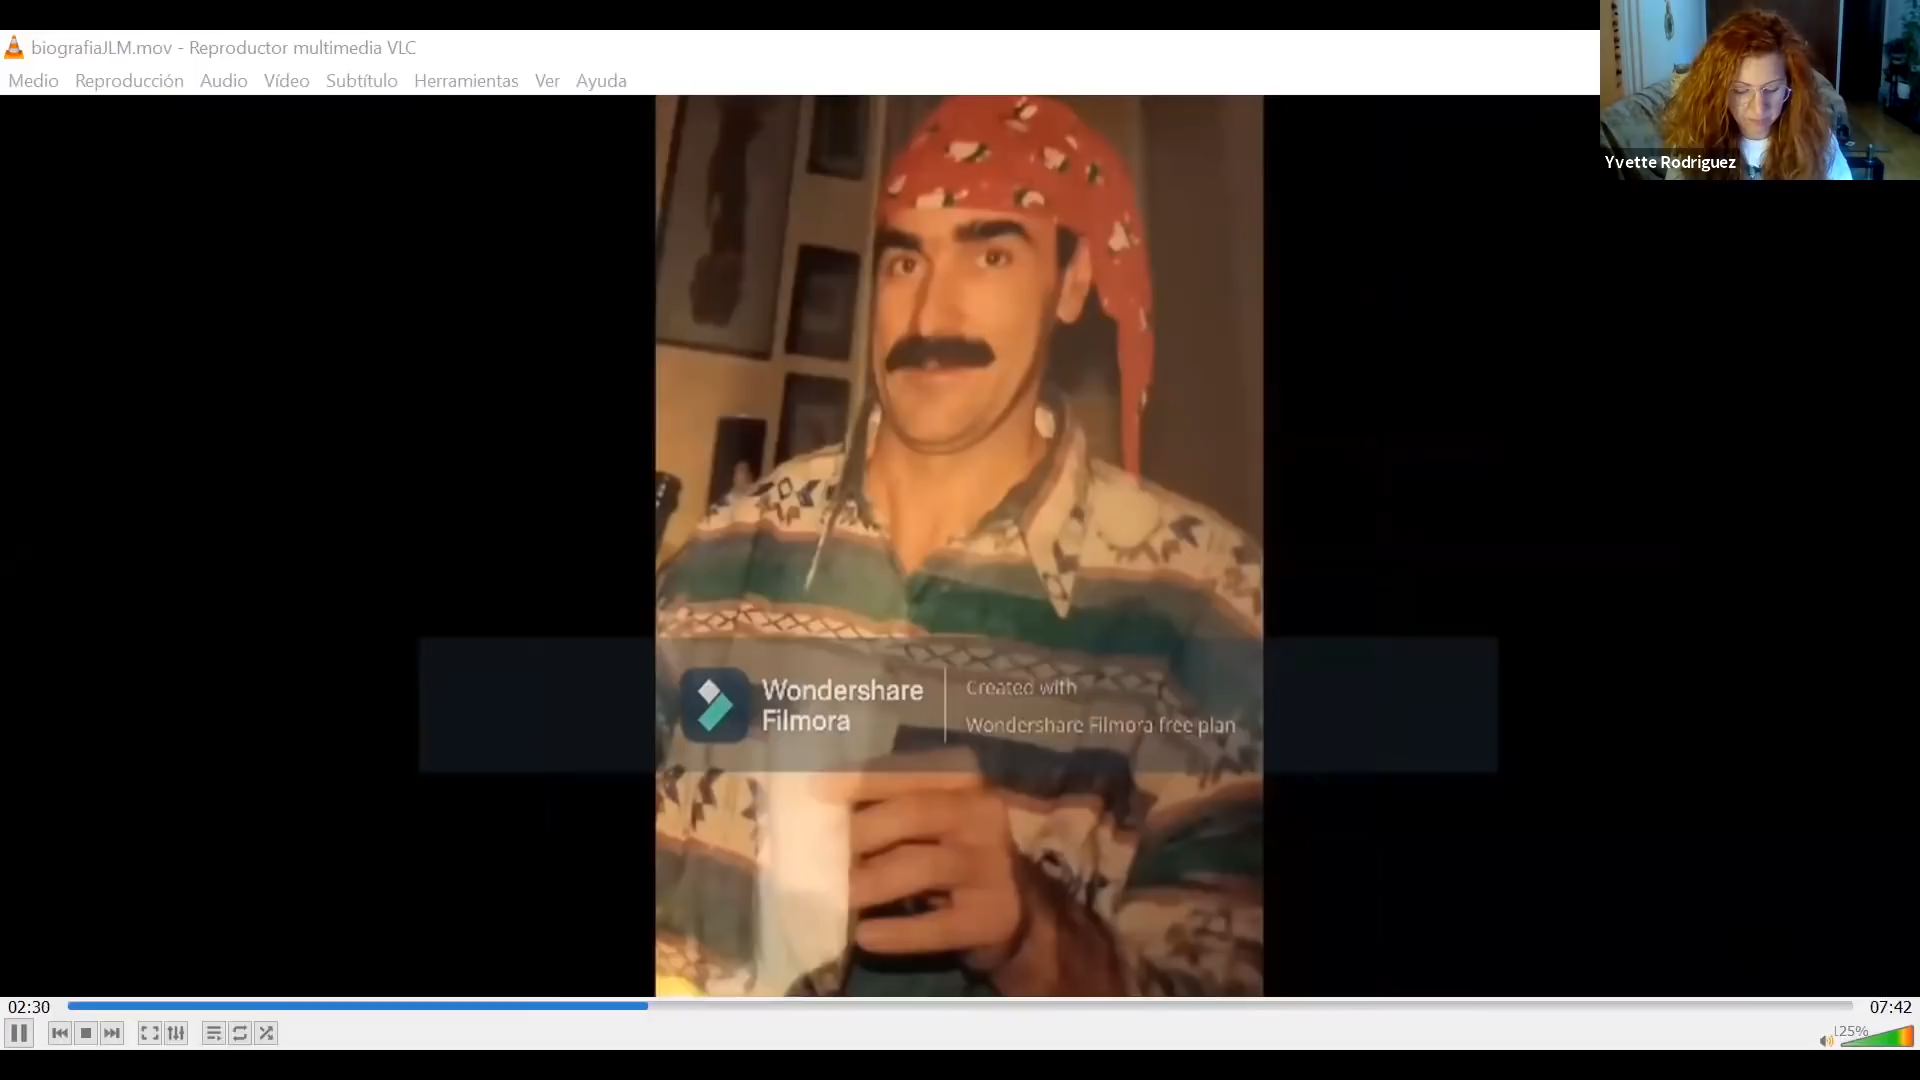 biografiaJLM.mov - Reproductor multimedia VLC
Medio Reproducción Audio Vídeo Subtítulo Herramientas Ver Ayuda
Yvette Rodriguez
Wondershare
Filmora
Created with
Wondershare Filmora free plan
02:30
07:42
125%